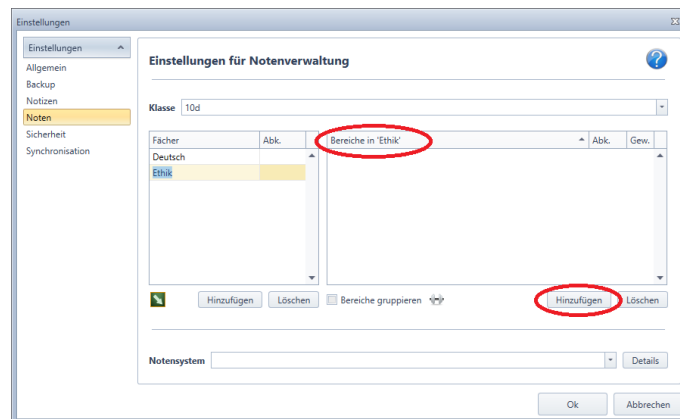 Einstellungen
Einstellungen
Allgemein
Backup
Notizen
Noten
Sicherheit
Synchronisation
Einstellungen für Notenverwaltung
?
Klasse 10d
Fächer Abk. Bereiche in 'Ethik' Abk. Gew.
Deutsch
Ethik
Hinzufügen Löschen Bereiche gruppieren Hinzufügen Löschen
Notensystem Details
Ok Abbrechen